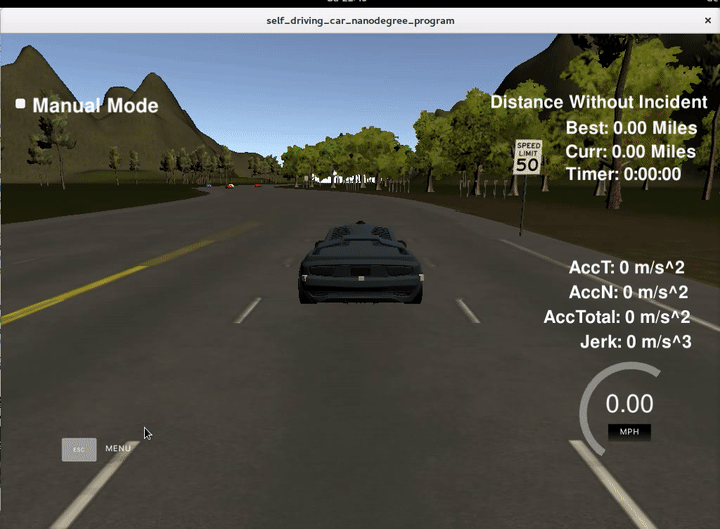 self_driving_car_nanodegree_program
Manual Mode
Distance Without Incident
Best: 0.00 Miles
Curr: 0.00 Miles
Timer: 0:00:00
SPEED
LIMIT
50
AccT: 0 m/s^2
AccN: 0 m/s^2
AccTotal: 0 m/s^2
Jerk: 0 m/s^3
0.00
MPH
ESC
MENU